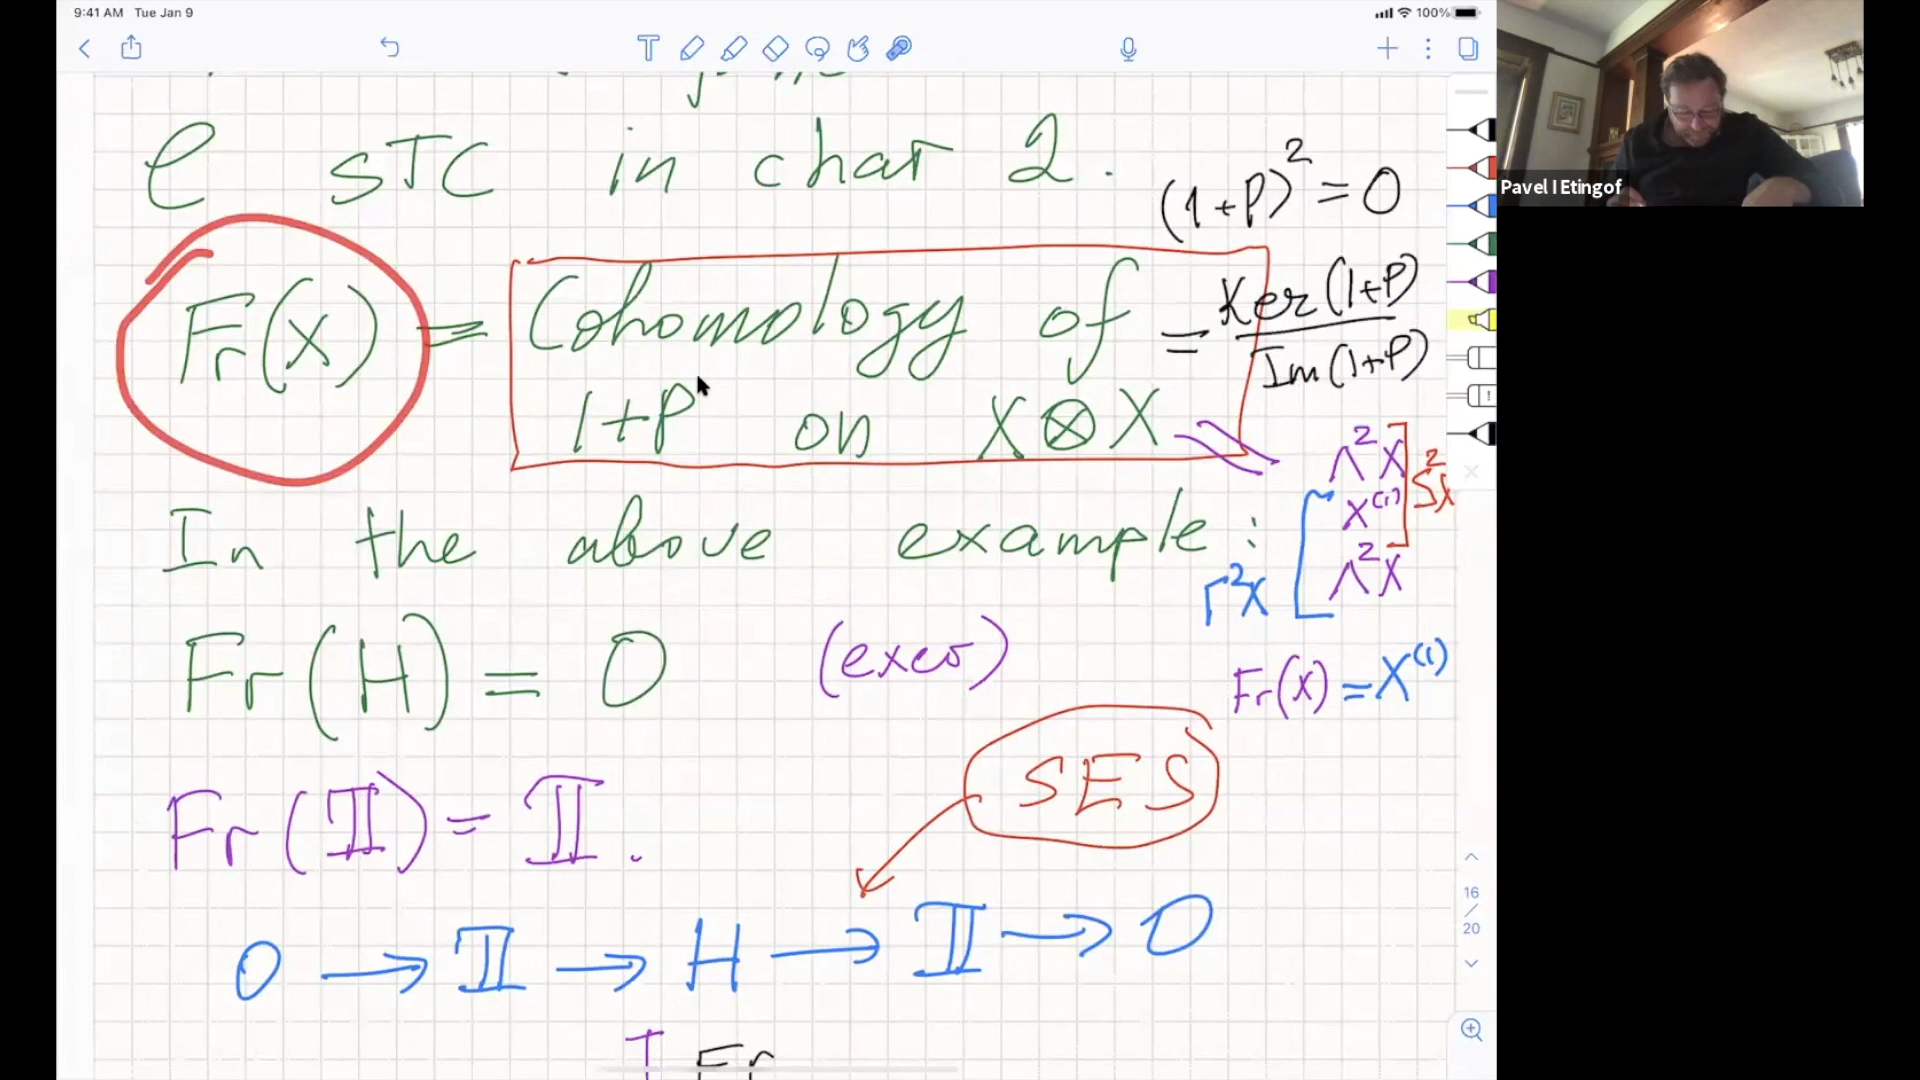 9:41 AM Tue Jan 9
100%
Pavel I Etingof
C STC in char 2.
(1+P)² = 0
Fr(X) = Cohomology of
1+P on X⊗X
= Ker(1+P)
Im(1+P)
Λ²X
X⁽¹⁾
Λ²X
S²X
Γ²X
Fr(X) = X⁽¹⁾
In the above example:
Fr(H) = 0 (exer)
SES
Fr(𝟙) = 𝟙.
0 → 𝟙 → H → 𝟙 → 0
Fr
16
/
20